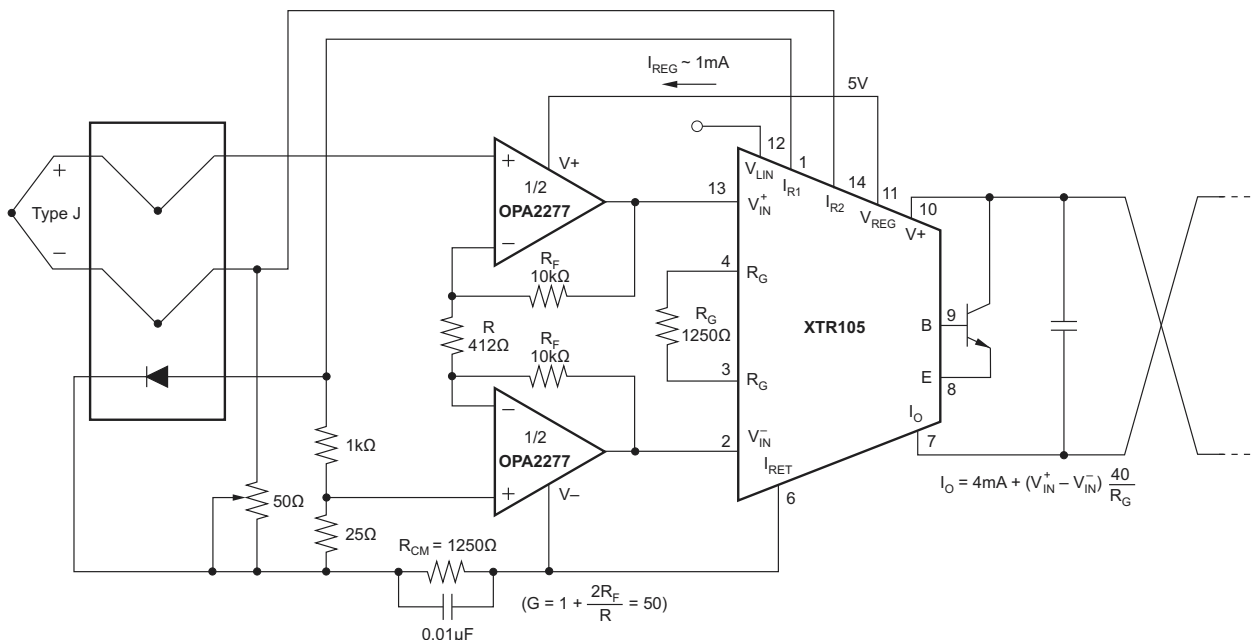 I_REG ~ 1mA
5V
Type J
+
–
+
–
1/2
OPA2277
V+
R_F
10kΩ
R
412Ω
R_F
10kΩ
–
+
1/2
OPA2277
V–
13
4
R_G
1250Ω
3
2
12
1
14
11
10
V_LIN
I_R1
I_R2
V_REG
V+
V_IN^+
R_G
XTR105
R_G
V_IN^–
I_RET
6
B
9
E
8
I_O
7
1kΩ
50Ω
25Ω
R_CM = 1250Ω
0.01µF
(G = 1 + 2R_F/R = 50)
I_O = 4mA + (V_IN^+ – V_IN^–) 40/R_G